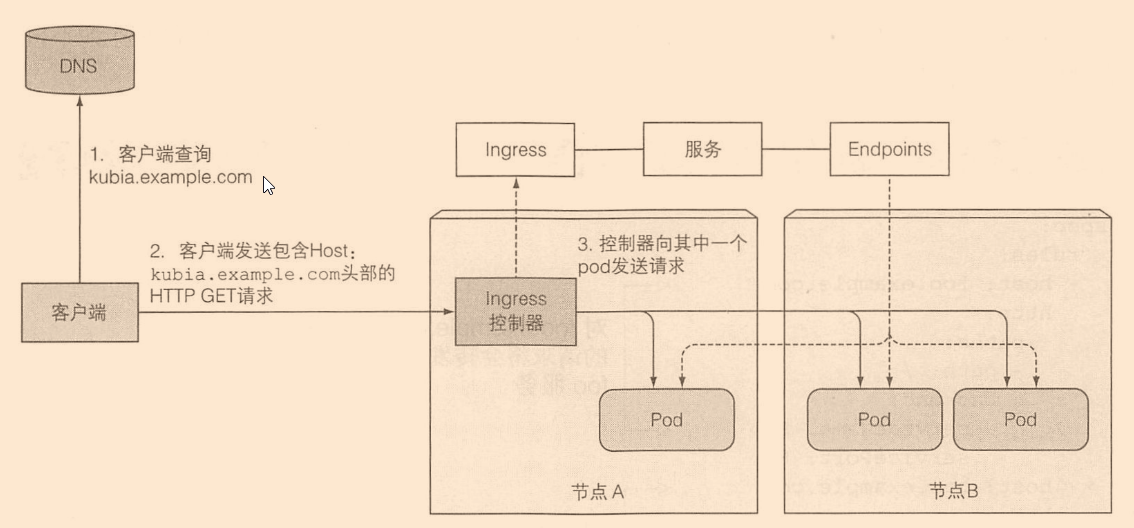 DNS
1. 客户端查询
kubia.example.com
Ingress
服务
Endpoints
2. 客户端发送包含Host:
kubia.example.com头部的
HTTP GET请求
3. 控制器向其中一个
pod发送请求
客户端
Ingress
控制器
Pod
Pod
Pod
节点A
节点B